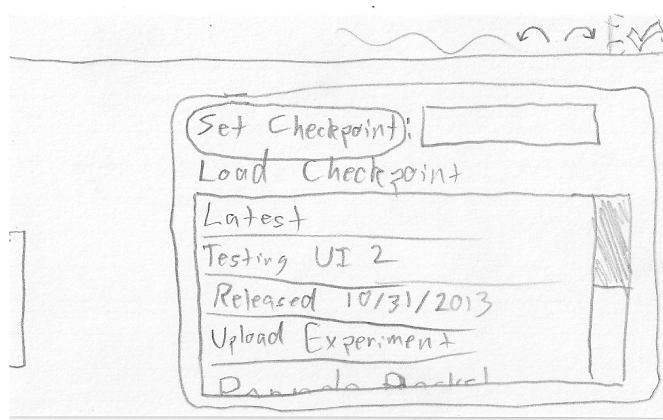 Set Checkpoint:
Load Checkpoint
Latest
Testing UI 2
Released 10/31/2013
Upload Experiment